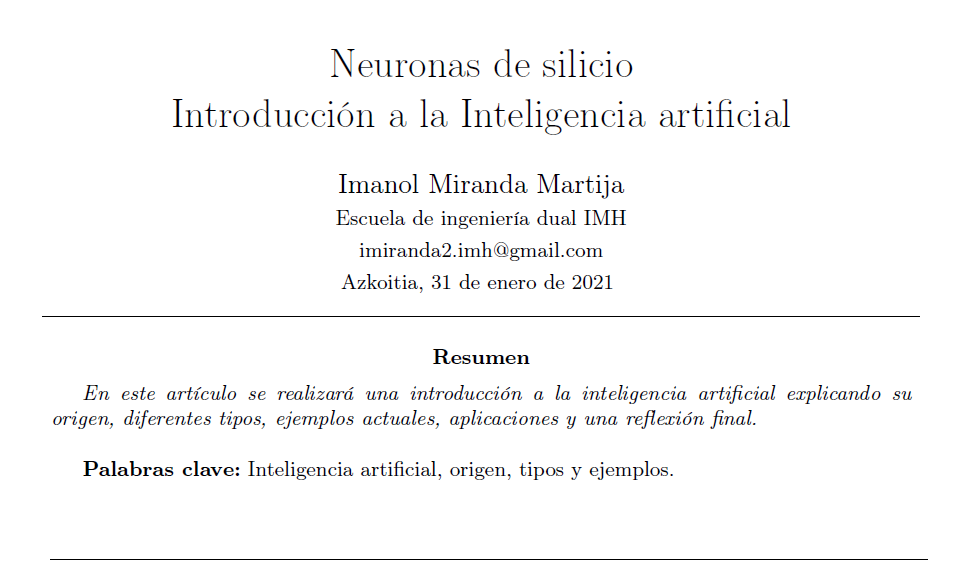 Neuronas de silicio
Introducción a la Inteligencia artificial
Imanol Miranda Martija
Escuela de ingeniería dual IMH
imiranda2.imh@gmail.com
Azkoitia, 31 de enero de 2021
Resumen
En este artículo se realizará una introducción a la inteligencia artificial explicando su
origen, diferentes tipos, ejemplos actuales, aplicaciones y una reflexión final.
Palabras clave: Inteligencia artificial, origen, tipos y ejemplos.